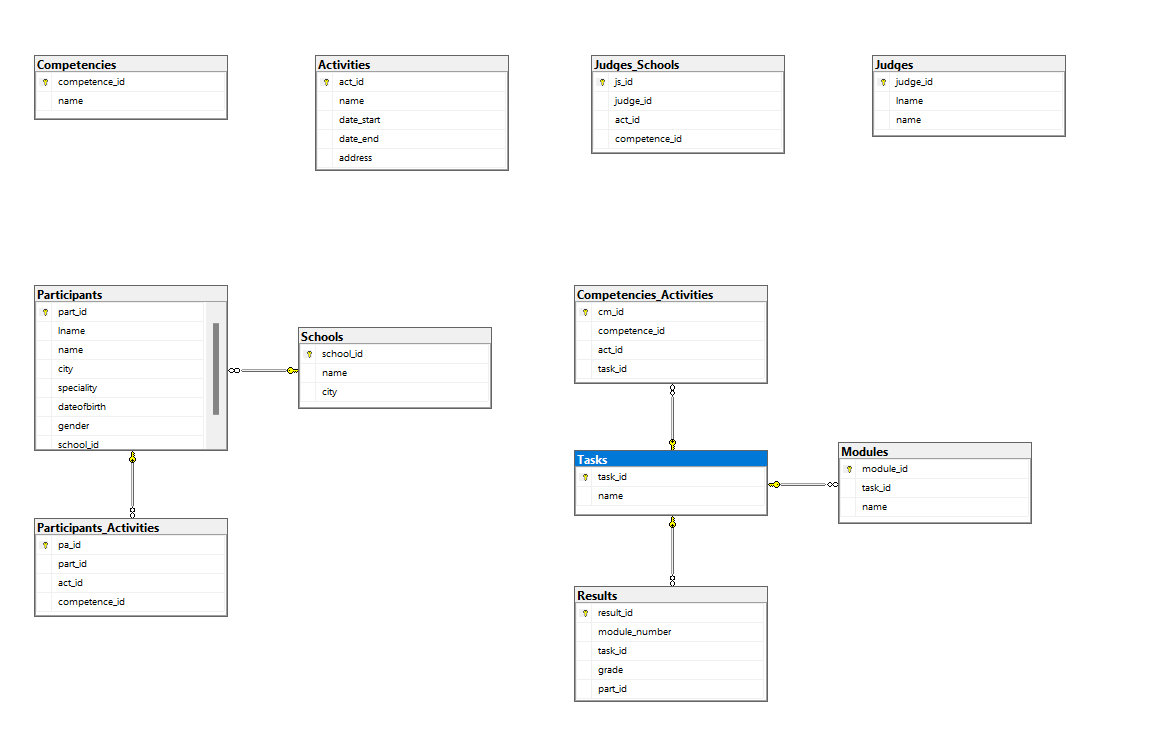 Competencies
competence_id
name
Activities
act_id
name
date_start
date_end
address
Judges_Schools
js_id
judge_id
act_id
competence_id
Judges
judge_id
lname
name
Participants
part_id
lname
name
city
speciality
dateofbirth
gender
school_id
Schools
school_id
name
city
Competencies_Activities
cm_id
competence_id
act_id
task_id
Tasks
task_id
name
Modules
module_id
task_id
name
Participants_Activities
pa_id
part_id
act_id
competence_id
Results
result_id
module_number
task_id
grade
part_id